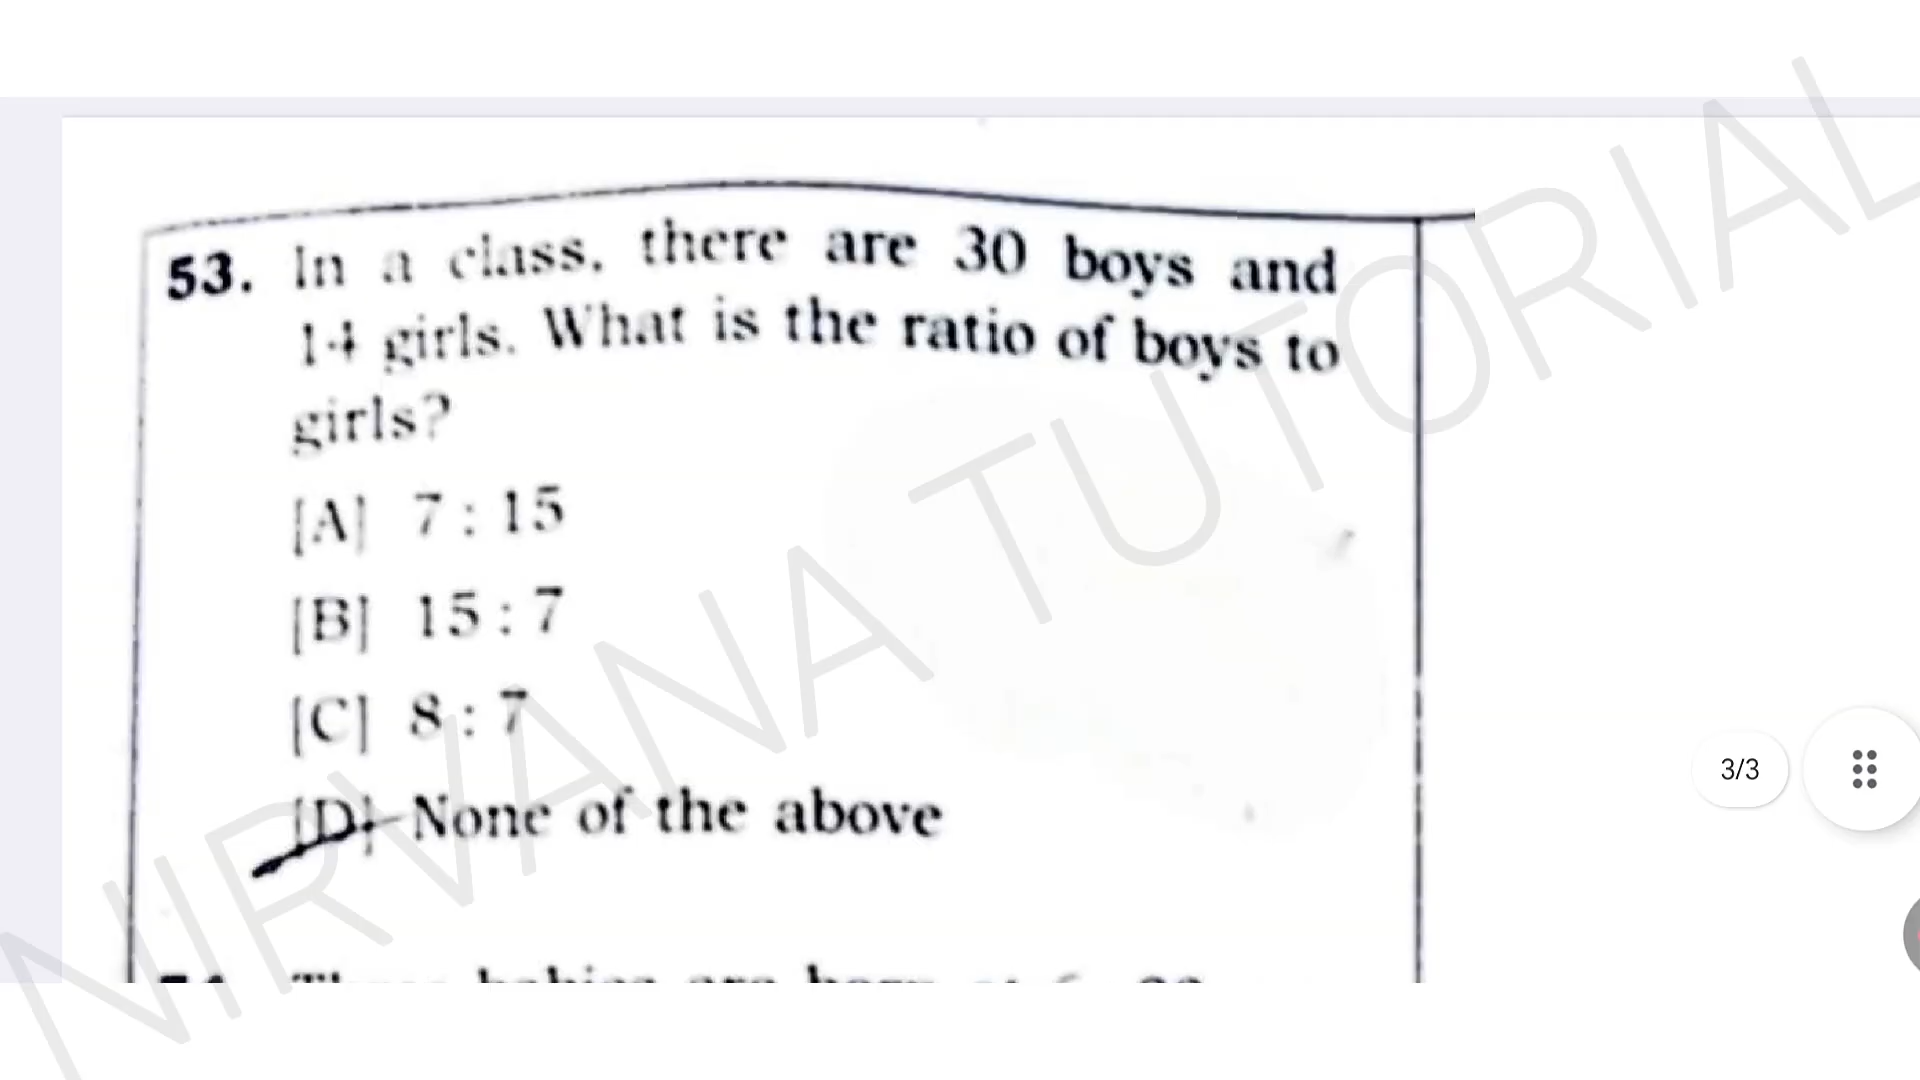 53. In a class, there are 30 boys and
14 girls. What is the ratio of boys to
girls?
[A] 7 : 15
[B] 15 : 7
[C] 8 : 7
[D] None of the above
3/3
NIRVANA TUTORIAL